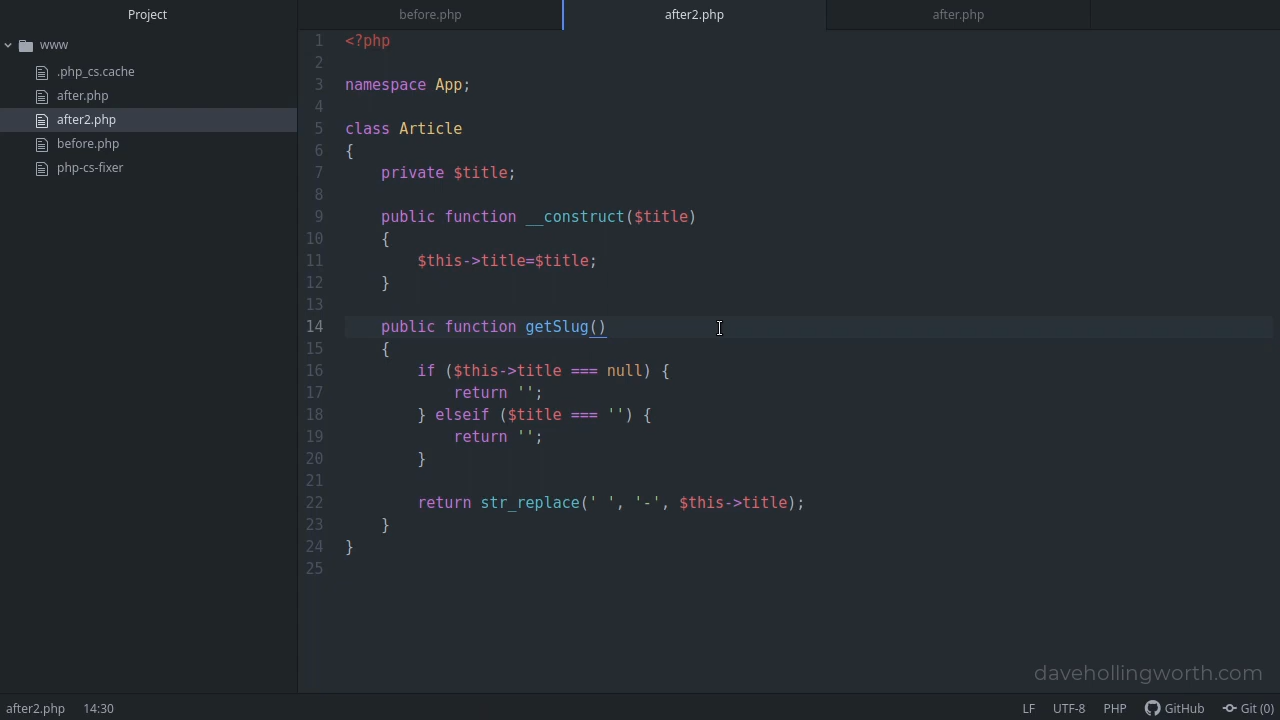 Project
before.php
after2.php
after.php
www
.php_cs.cache
after.php
after2.php
before.php
php-cs-fixer
1 <?php
2
3 namespace App;
4
5 class Article
6 {
7     private $title;
8
9     public function __construct($title)
10     {
11         $this->title=$title;
12     }
13
14     public function getSlug()
15     {
16         if ($this->title === null) {
17             return '';
18         } elseif ($title === '') {
19             return '';
20         }
21
22         return str_replace(' ', '-', $this->title);
23     }
24 }
25
davehollingworth.com
after2.php 14:30 LF UTF-8 PHP GitHub Git (0)